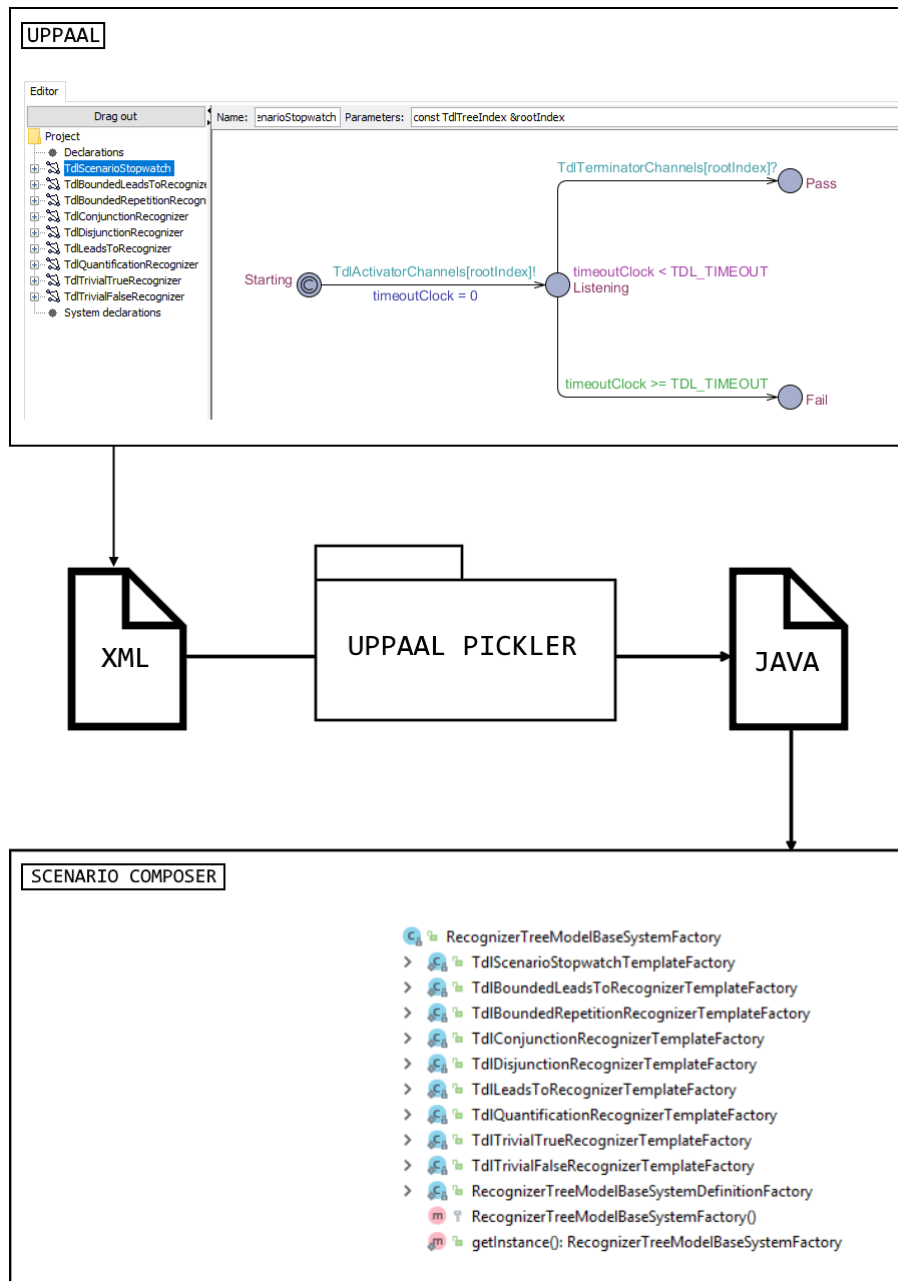 UPPAAL
Editor
Drag out
Name: enarioStopwatch Parameters: const TdlTreeIndex &rootIndex
Project
Declarations
TdlScenarioStopwatch
TdlBoundedLeadsToRecognize
TdlBoundedRepetitionRecogn
TdlConjunctionRecognizer
TdlDisjunctionRecognizer
TdlLeadsToRecognizer
TdlQuantificationRecognizer
TdlTrivialTrueRecognizer
TdlTrivialFalseRecognizer
System declarations
TdlTerminatorChannels[rootIndex]?
Pass
Starting
C
TdlActivatorChannels[rootIndex]!
timeoutClock = 0
timeoutClock < TDL_TIMEOUT
Listening
timeoutClock >= TDL_TIMEOUT
Fail
XML
UPPAAL PICKLER
JAVA
SCENARIO COMPOSER
C RecognizerTreeModelBaseSystemFactory
C TdlScenarioStopwatchTemplateFactory
C TdlBoundedLeadsToRecognizerTemplateFactory
C TdlBoundedRepetitionRecognizerTemplateFactory
C TdlConjunctionRecognizerTemplateFactory
C TdlDisjunctionRecognizerTemplateFactory
C TdlLeadsToRecognizerTemplateFactory
C TdlQuantificationRecognizerTemplateFactory
C TdlTrivialTrueRecognizerTemplateFactory
C TdlTrivialFalseRecognizerTemplateFactory
C RecognizerTreeModelBaseSystemDefinitionFactory
m RecognizerTreeModelBaseSystemFactory()
m getInstance(): RecognizerTreeModelBaseSystemFactory